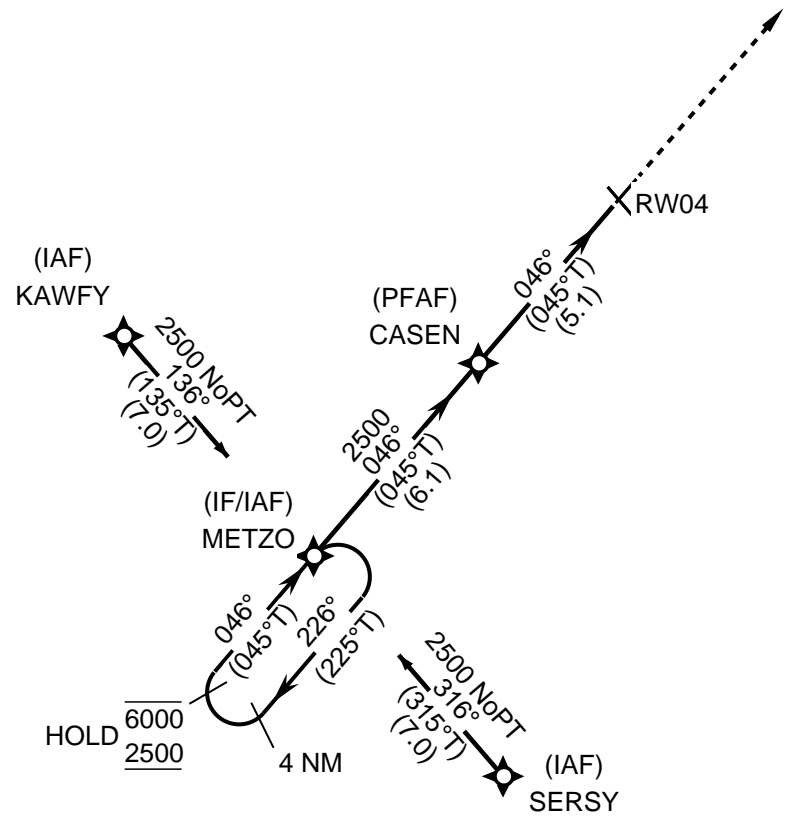 RW04
046°
(045°T)
(5.1)
(IAF)
KAWFY
2500 NoPT
136°
(135°T)
(7.0)
(PFAF)
CASEN
2500
046°
(045°T)
(6.1)
(IF/IAF)
METZO
046°
(045°T)
226°
(225°T)
HOLD
6000
2500
4 NM
2500 NoPT
316°
(315°T)
(7.0)
(IAF)
SERSY